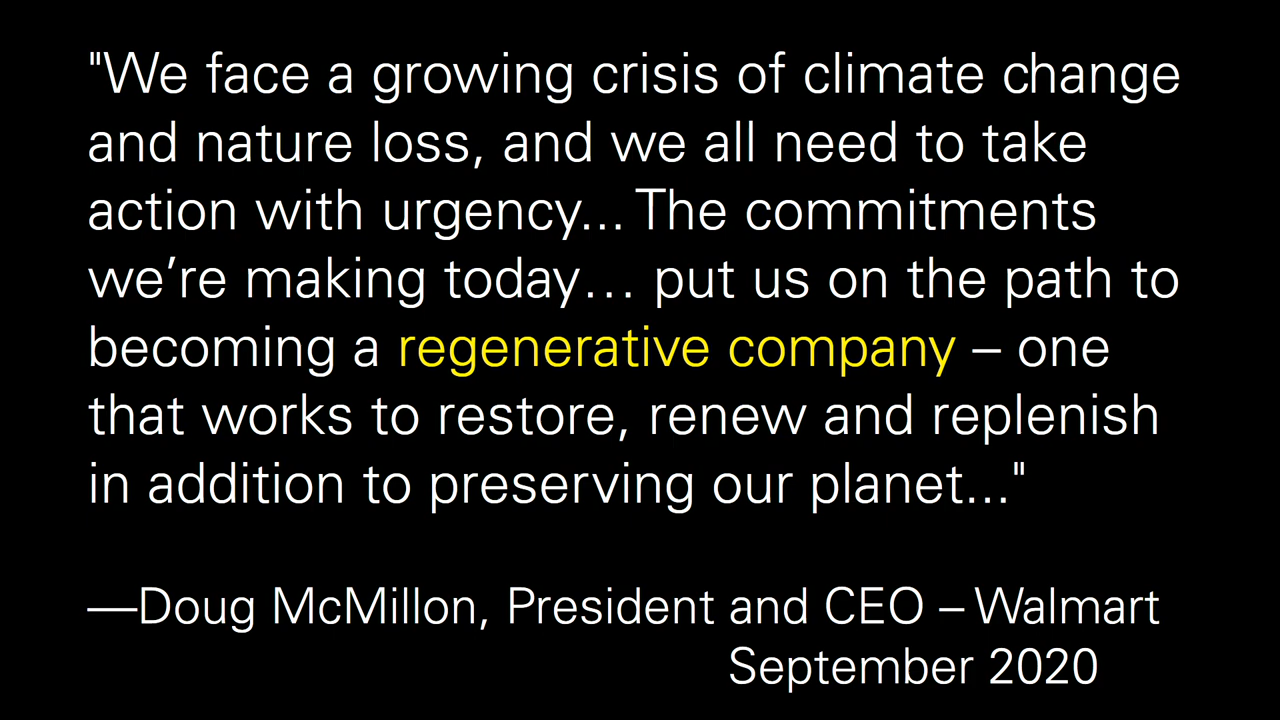 "We face a growing crisis of climate change
and nature loss, and we all need to take
action with urgency... The commitments
we’re making today… put us on the path to
becoming a regenerative company – one
that works to restore, renew and replenish
in addition to preserving our planet..."
—Doug McMillon, President and CEO – Walmart
September 2020